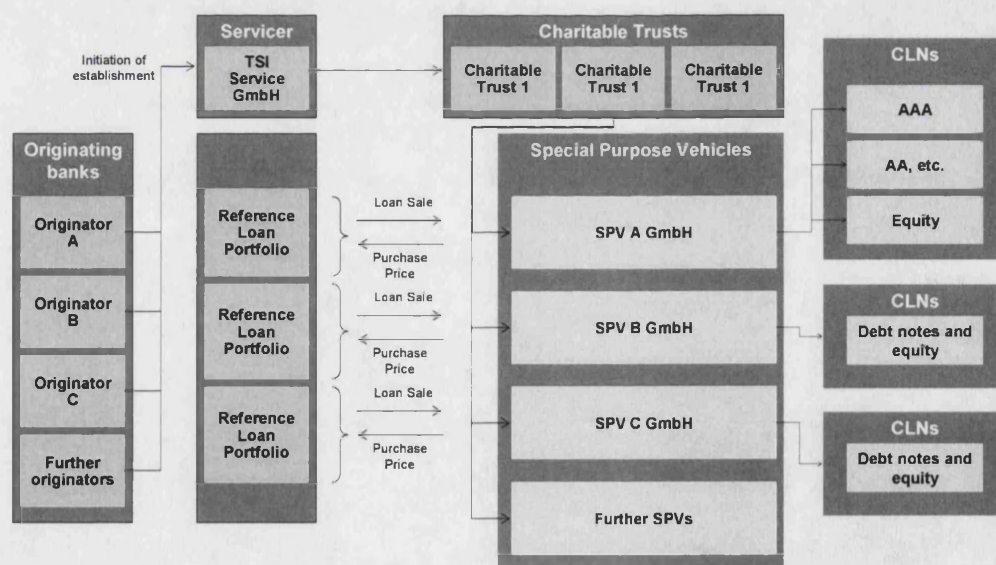 Initiation of
establishment
Servicer
TSI
Service
GmbH
Charitable Trusts
Charitable
Trust 1
Charitable
Trust 1
Charitable
Trust 1
CLNs
AAA
AA, etc.
Equity
Originating
banks
Originator
A
Originator
B
Originator
C
Further
originators
Reference
Loan
Portfolio
Reference
Loan
Portfolio
Reference
Loan
Portfolio
Loan Sale
Purchase
Price
Loan Sale
Purchase
Price
Loan Sale
Purchase
Price
Special Purpose Vehicles
SPV A GmbH
SPV B GmbH
SPV C GmbH
Further SPVs
CLNs
Debt notes and
equity
CLNs
Debt notes and
equity